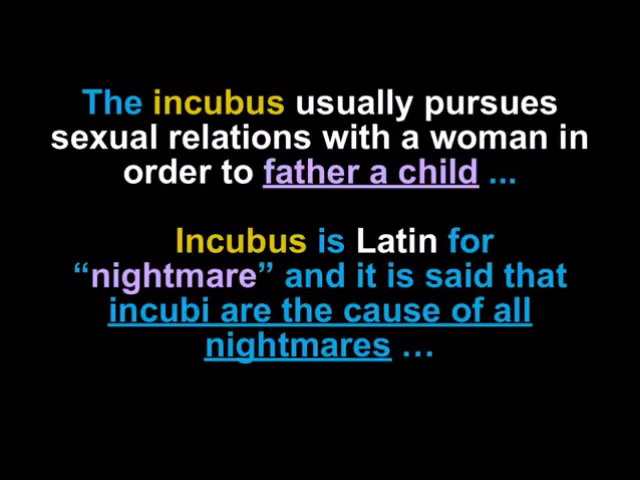 The incubus usually pursues
sexual relations with a woman in
order to father a child ...
Incubus is Latin for
“nightmare” and it is said that
incubi are the cause of all
nightmares …